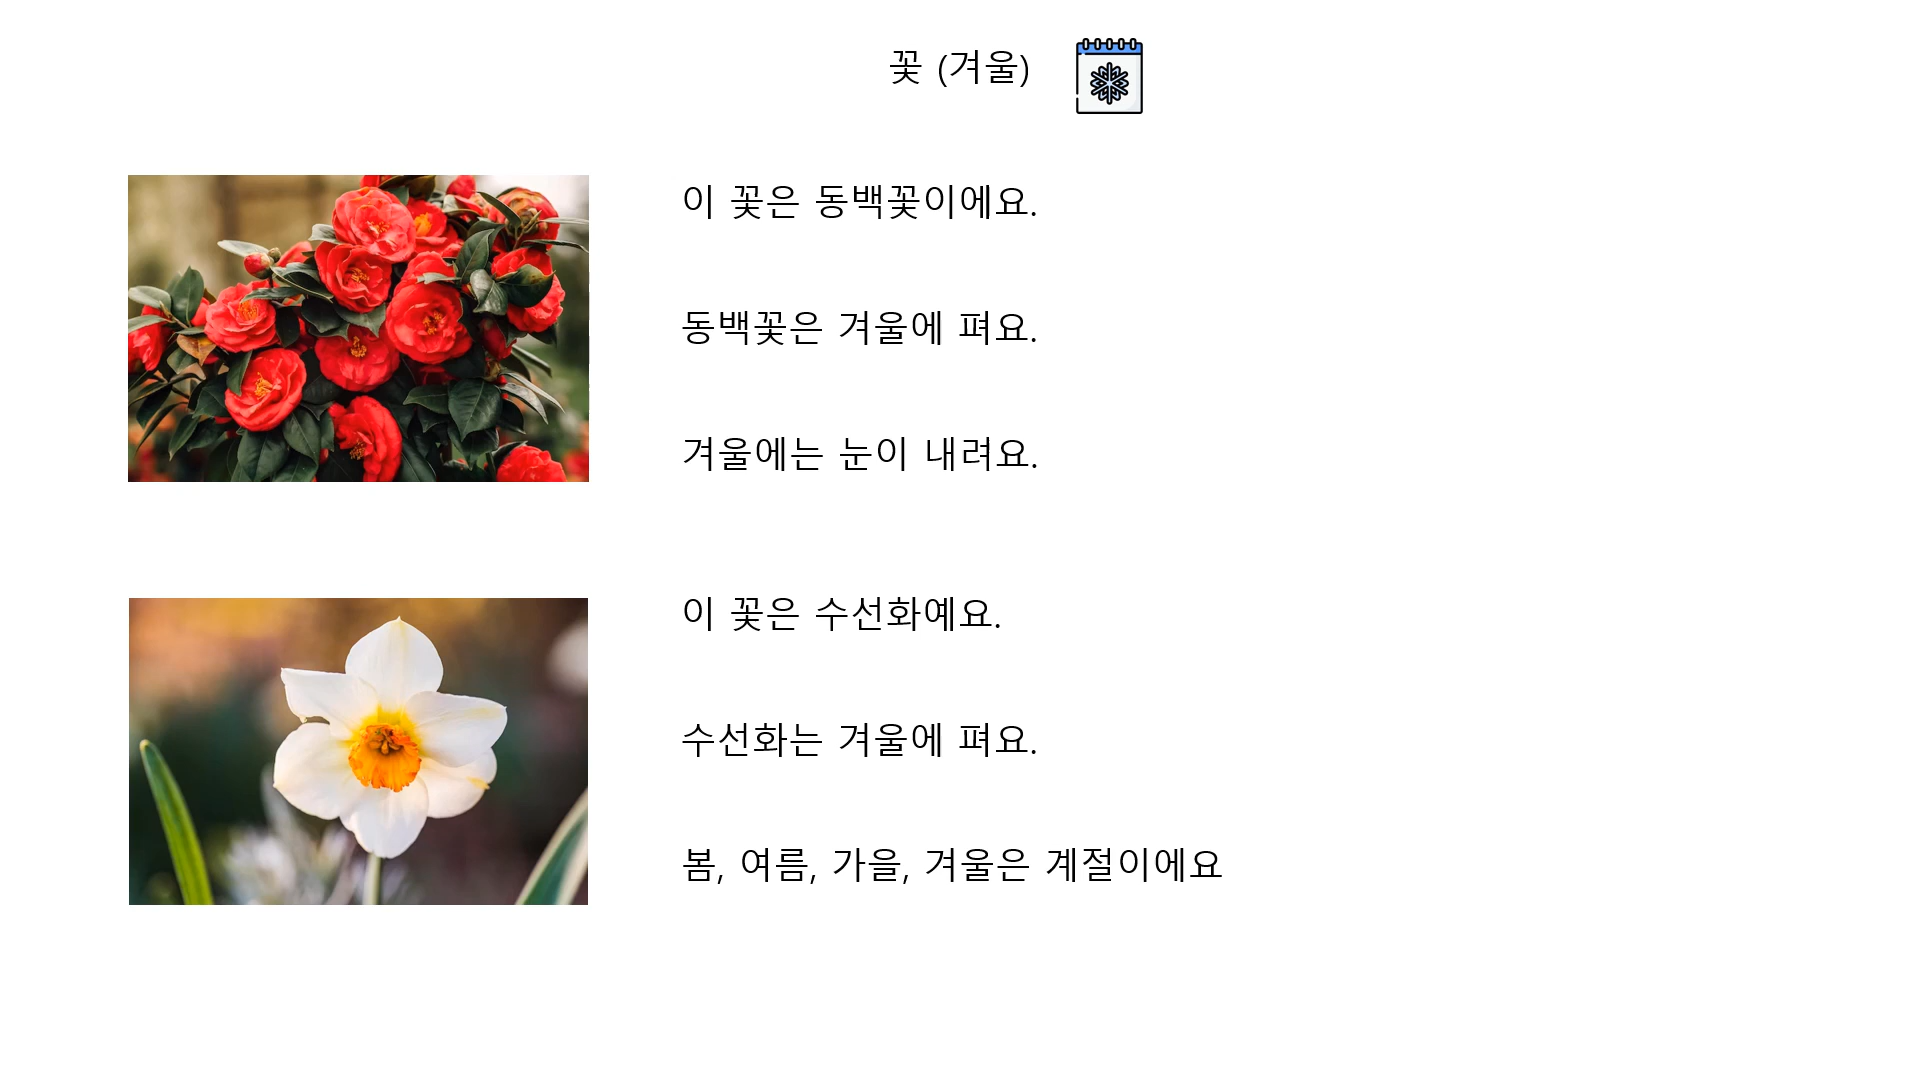 꽃 (겨울)
이 꽃은 동백꽃이에요.
동백꽃은 겨울에 펴요.
겨울에는 눈이 내려요.
이 꽃은 수선화예요.
수선화는 겨울에 펴요.
봄, 여름, 가을, 겨울은 계절이에요